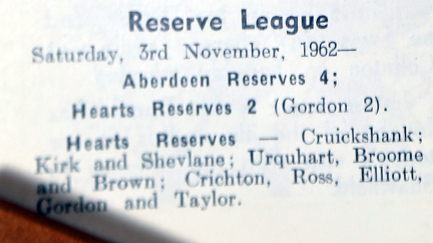 Reserve League
Saturday, 3rd November, 1962—
Aberdeen Reserves 4;
Hearts Reserves 2 (Gordon 2).
Hearts Reserves — Cruickshank;
Kirk and Shevlane; Urquhart, Broome
and Brown; Crichton, Ross, Elliott,
Gordon and Taylor.